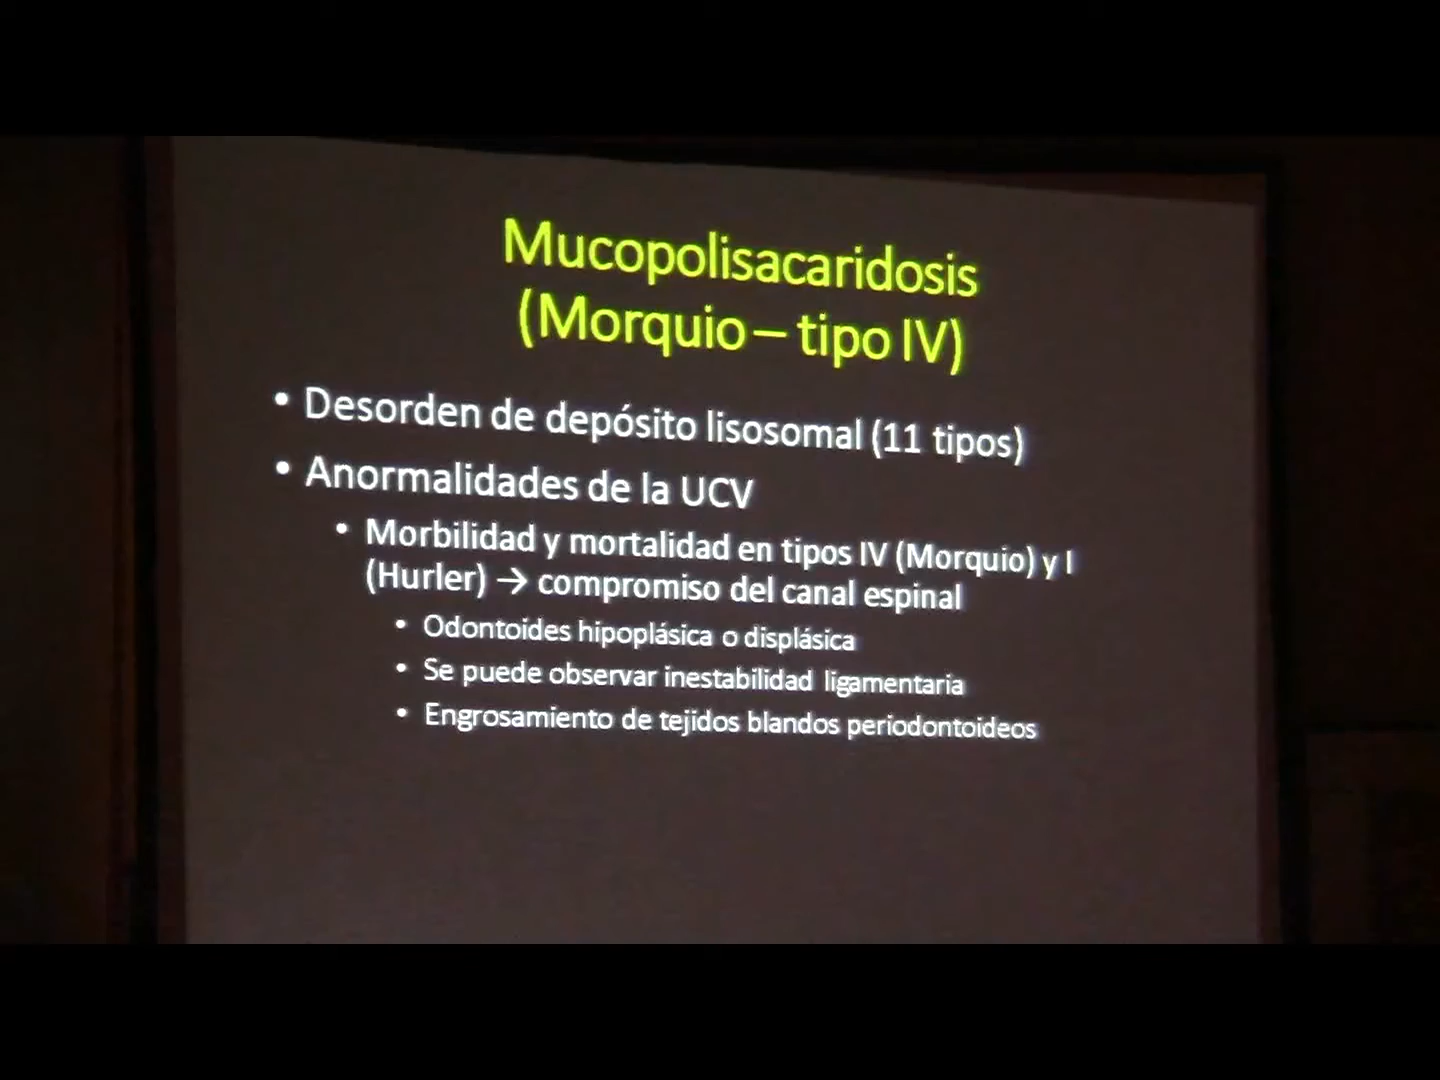 Mucopolisacaridosis
(Morquio – tipo IV)
• Desorden de depósito lisosomal (11 tipos)
• Anormalidades de la UCV
• Morbilidad y mortalidad en tipos IV (Morquio) y I
(Hurler) → compromiso del canal espinal
• Odontoides hipoplásica o displásica
• Se puede observar inestabilidad ligamentaria
• Engrosamiento de tejidos blandos periodontoideos